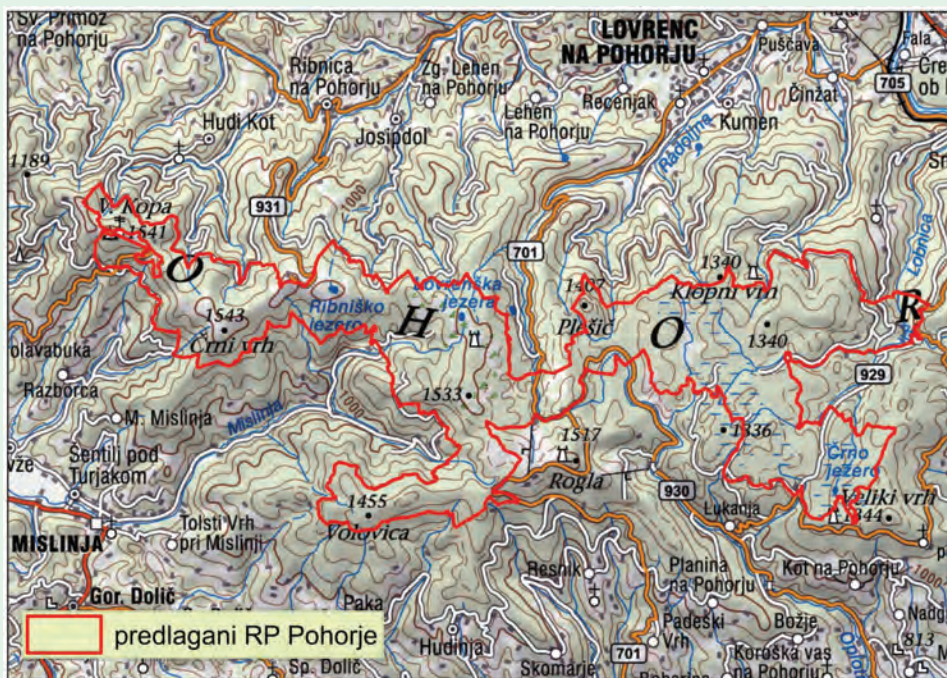 Sv. Primož
na Pohorju
LOVRENC
NA POHORJU
Puščava
Fala
705
Ribnica
na Pohorju
Zg. Lehen
na Pohorju
Recenjak
Činžat
Lehen
na Pohorju
Kumen
Hudi Kot
Josipdol
Radoljna
1189
931
1000
V. Kopa
1541
701
Lobnica
O
H
O
R
1340
Klopni vrh
1407
Plešič
Ribniško
jezero
Lovrenška
jezera
1543
Črni vrh
1340
929
Razborca
M. Mislinja
Mislinja
1000
1533
1336
Črno
jezero
Šentilj pod
Turjakom
1517
Rogla
1455
Volovica
930
Veliki vrh
1344
Lukanja
MISLINJA
Tolsti Vrh
pri Mislinji
Resnik
Planina
na Pohorju
Kot na Pohorju
1000
Gor. Dolič
Paka
Padeški
Vrh
Božje
813
predlagani RP Pohorje
Hudinja
701
Koroška vas
na Pohorju
Sp. Dolič
Skomarje